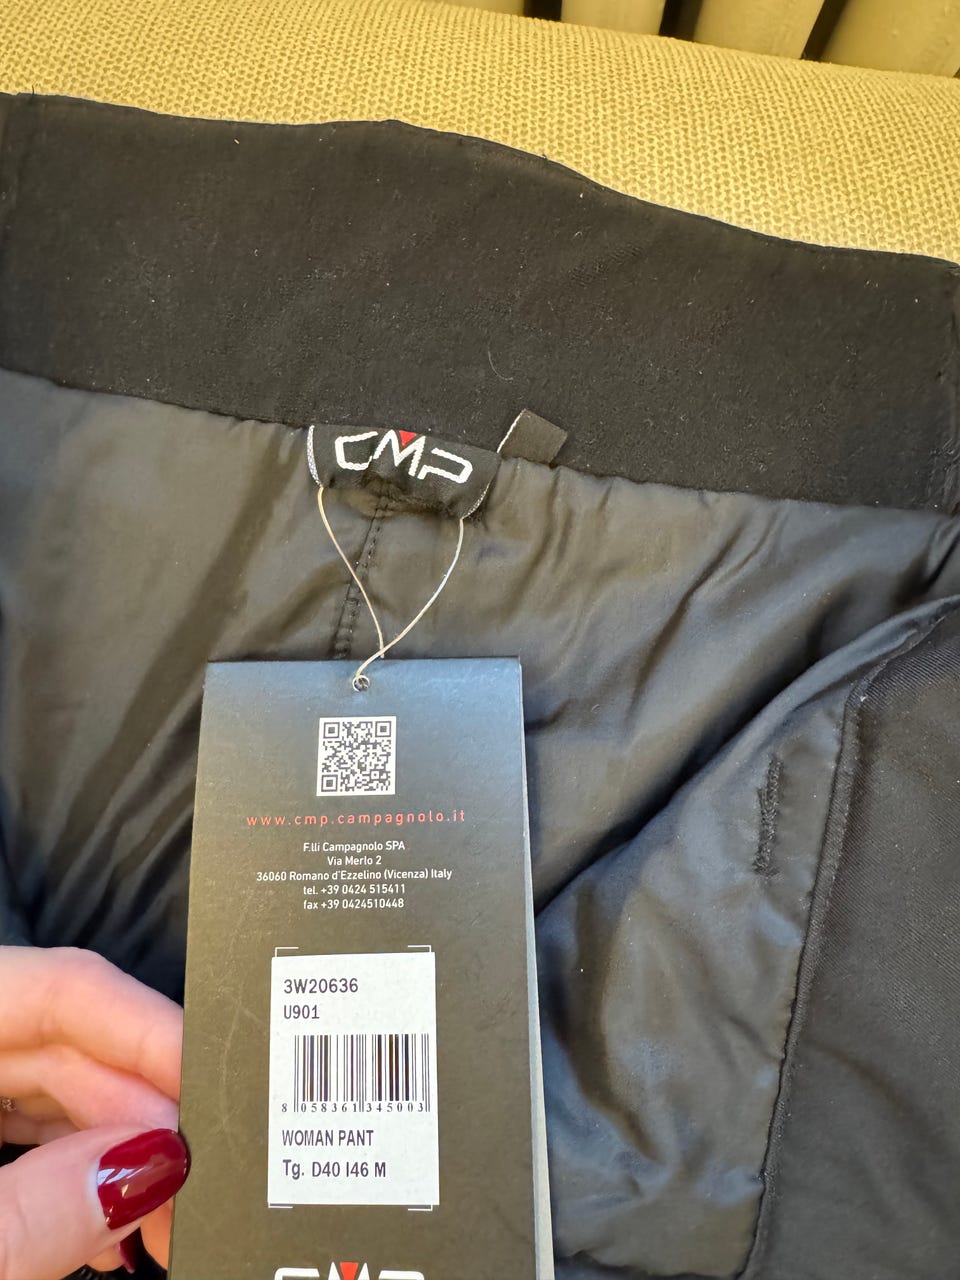 CMP
www.cmp.campagnolo.it
F.lli Campagnolo SPA
Via Merlo 2
36060 Romano d'Ezzelino (Vicenza) Italy
tel. +39 0424 515411
fax +39 0424510448
3W20636
U901
8 058361 345003
WOMAN PANT
Tg. D40 I46 M
CMP